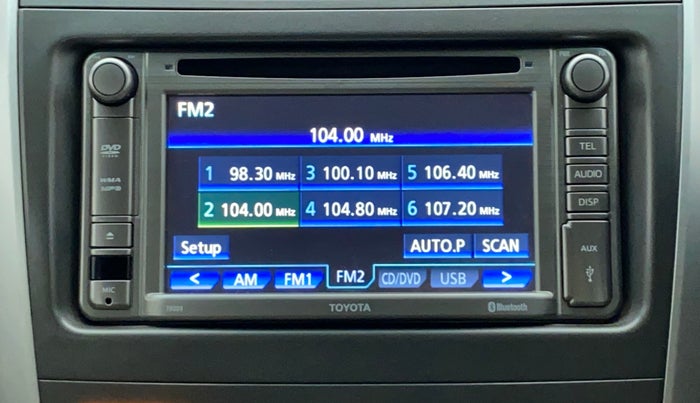 FM2
104.00 MHz
1 98.30 MHz 3 100.10 MHz 5 106.40 MHz
2 104.00 MHz 4 104.80 MHz 6 107.20 MHz
Setup AUTO.P SCAN
< AM FM1 FM2 CD/DVD USB >
TOYOTA
Bluetooth
DVD
WMA
MP3
MIC
PWR
TEL
AUDIO
DISP
AUX